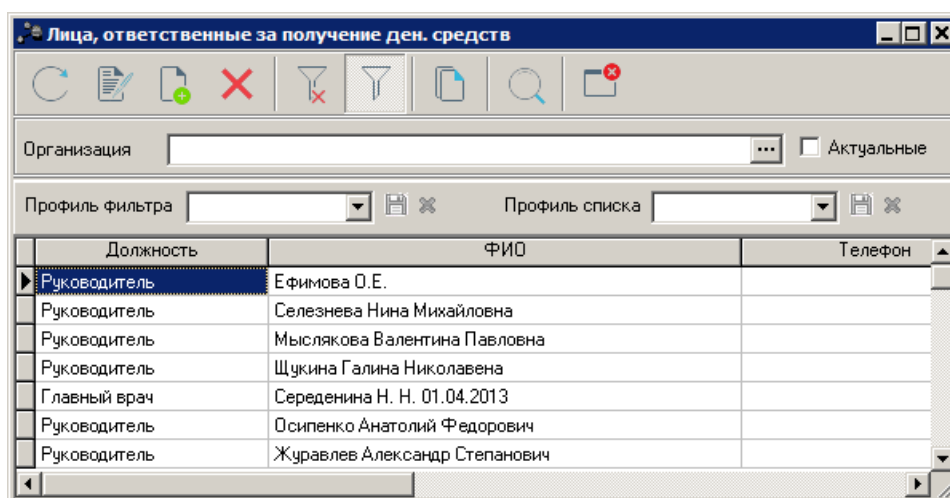 Лица, ответственные за получение ден. средств
Организация ... Актуальные
Профиль фильтра Профиль списка
Должность ФИО Телефон
Руководитель Ефимова О.Е.
Руководитель Селезнева Нина Михайловна
Руководитель Мыслякова Валентина Павловна
Руководитель Щукина Галина Николавена
Главный врач Середенина Н. Н. 01.04.2013
Руководитель Осипенко Анатолий Федорович
Руководитель Журавлев Александр Степанович